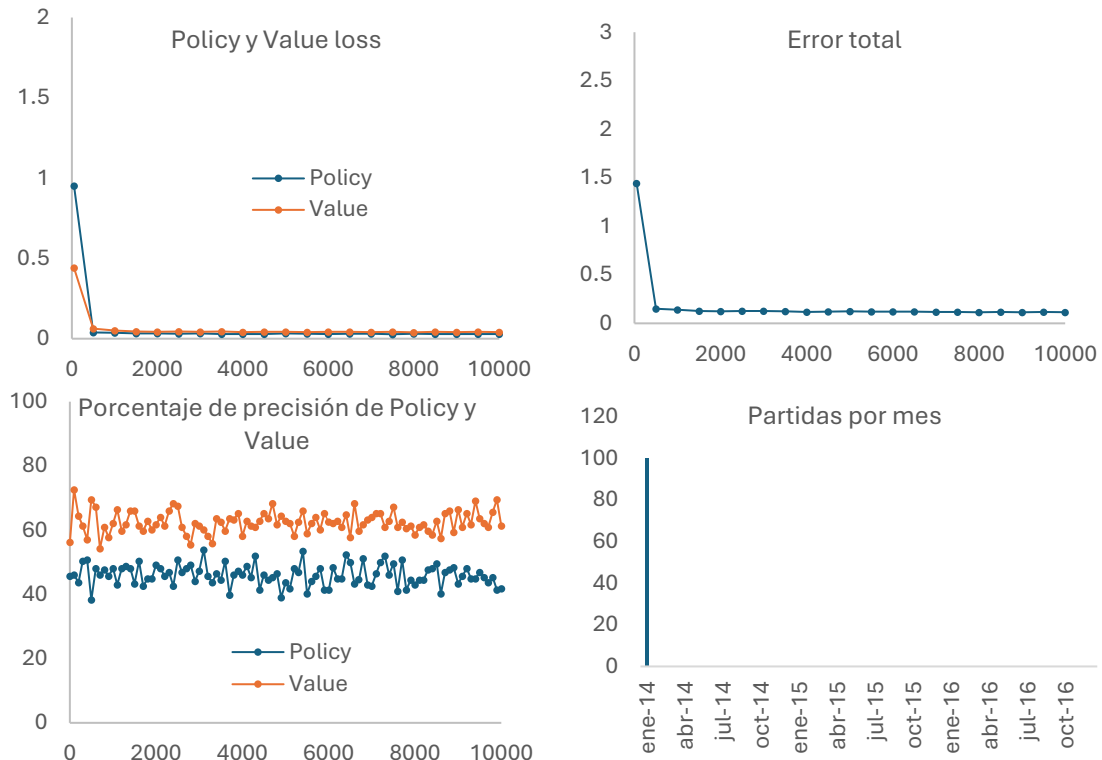 Policy y Value loss
2
1.5
1
0.5
0
Policy
Value
0
2000
4000
6000
8000
10000
Error total
3
2.5
2
1.5
1
0.5
0
0
2000
4000
6000
8000
10000
Porcentaje de precisión de Policy y
Value
100
80
60
40
20
0
Policy
Value
0
2000
4000
6000
8000
10000
Partidas por mes
120
100
80
60
40
20
0
ene-14
abr-14
jul-14
oct-14
ene-15
abr-15
jul-15
oct-15
ene-16
abr-16
jul-16
oct-16